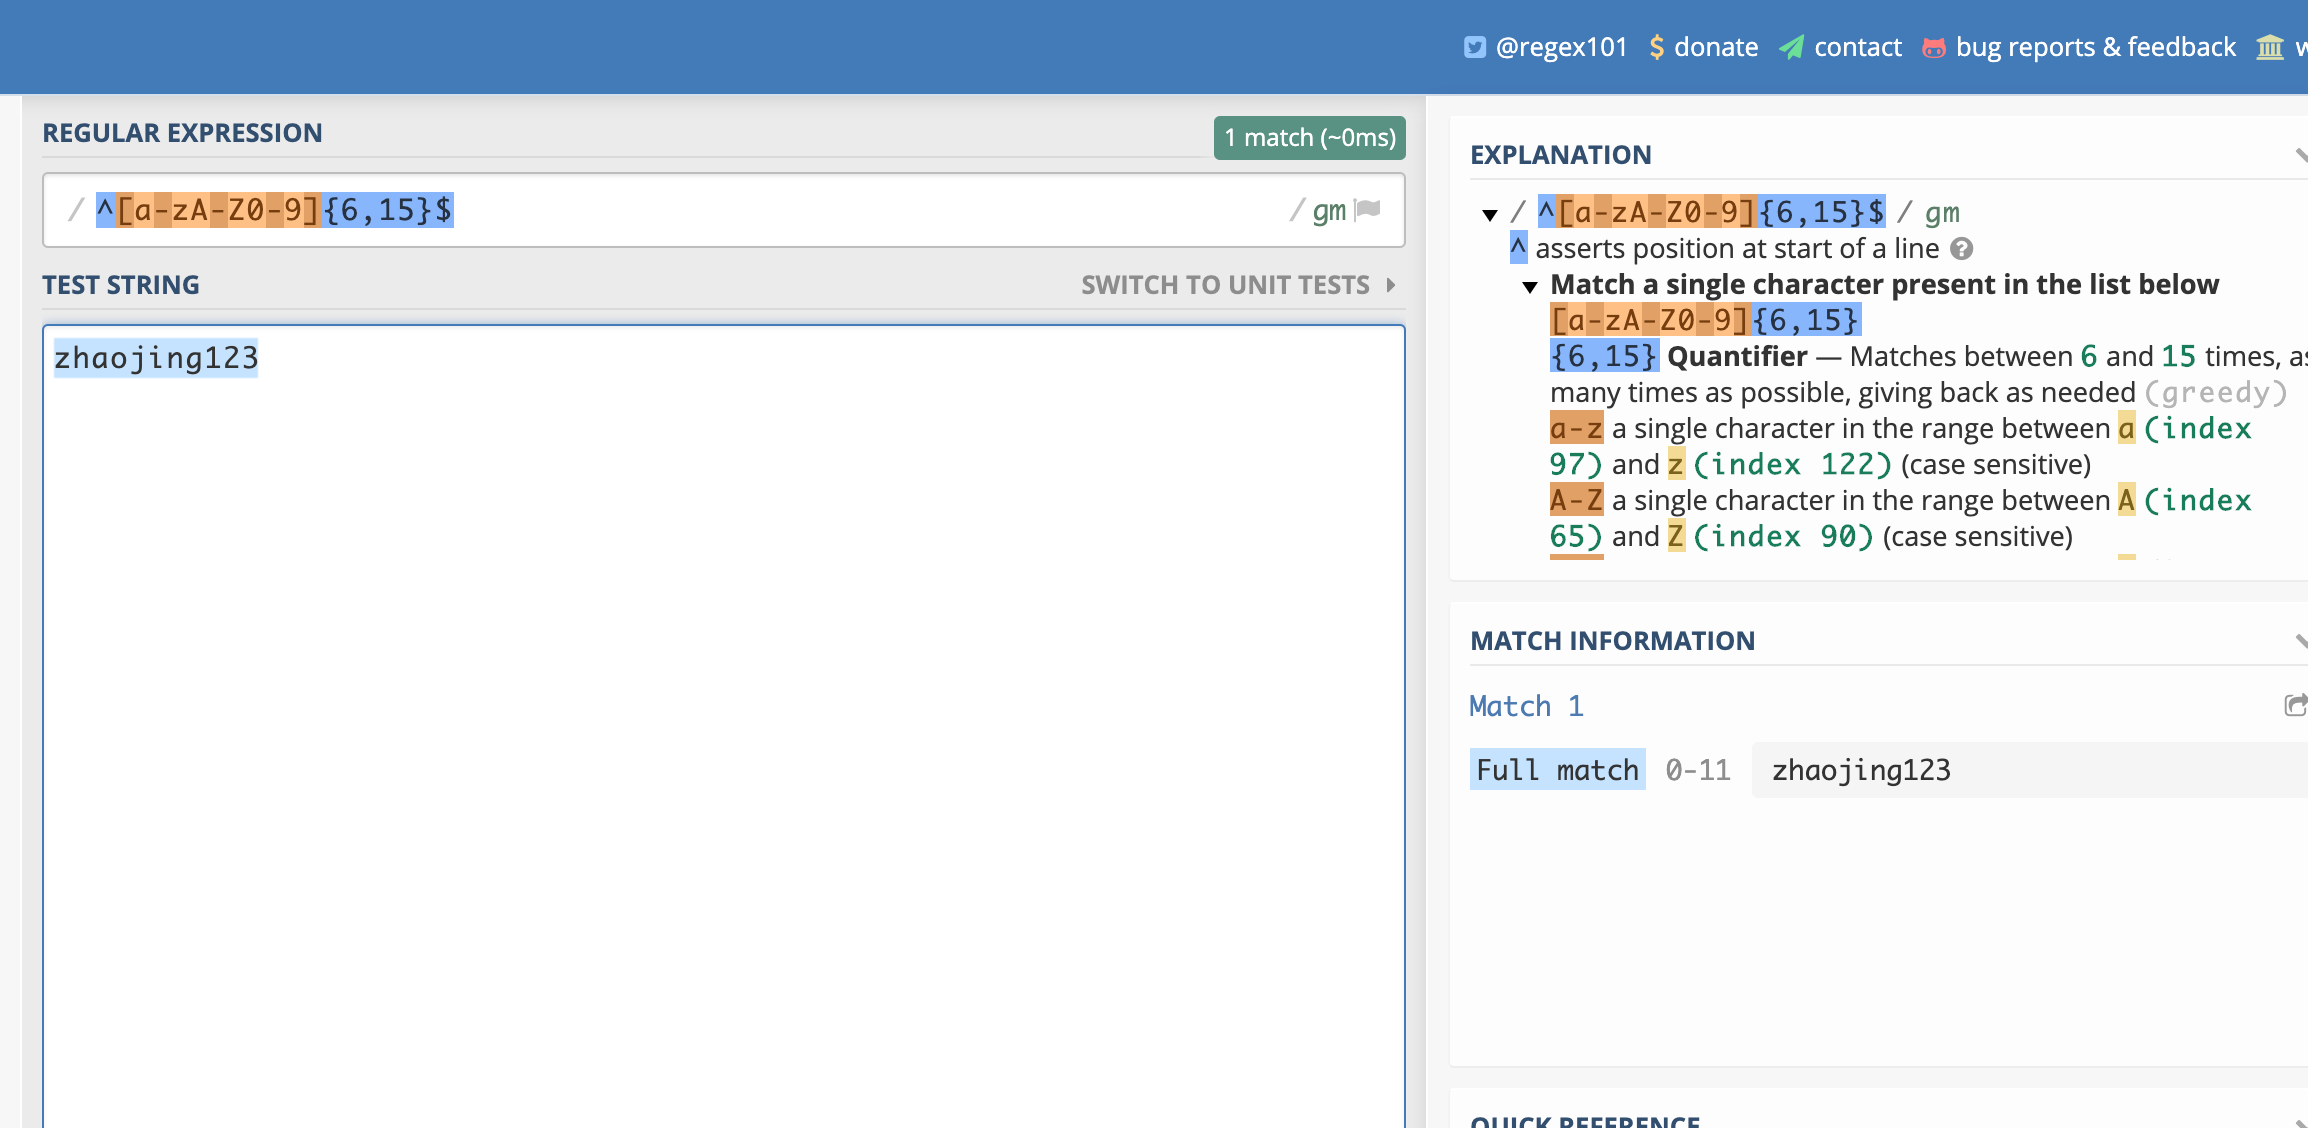 @regex101 $ donate contact bug reports & feedback w
REGULAR EXPRESSION
1 match (~0ms)
/ ^[a-zA-Z0-9]{6,15}$ / gm
TEST STRING
SWITCH TO UNIT TESTS
zhaojing123
EXPLANATION
/ ^[a-zA-Z0-9]{6,15}$ / gm
^ asserts position at start of a line ?
Match a single character present in the list below
[a-zA-Z0-9]{6,15}
{6,15} Quantifier — Matches between 6 and 15 times, as
many times as possible, giving back as needed (greedy)
a-z a single character in the range between a (index
97) and z (index 122) (case sensitive)
A-Z a single character in the range between A (index
65) and Z (index 90) (case sensitive)
MATCH INFORMATION
Match 1
Full match 0-11 zhaojing123
QUICK REFERENCE